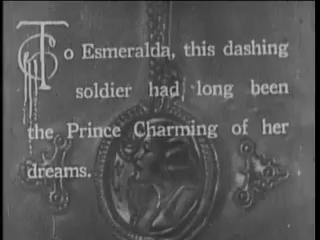 To Esmeralda, this dashing
soldier had long been
the Prince Charming of her
dreams.